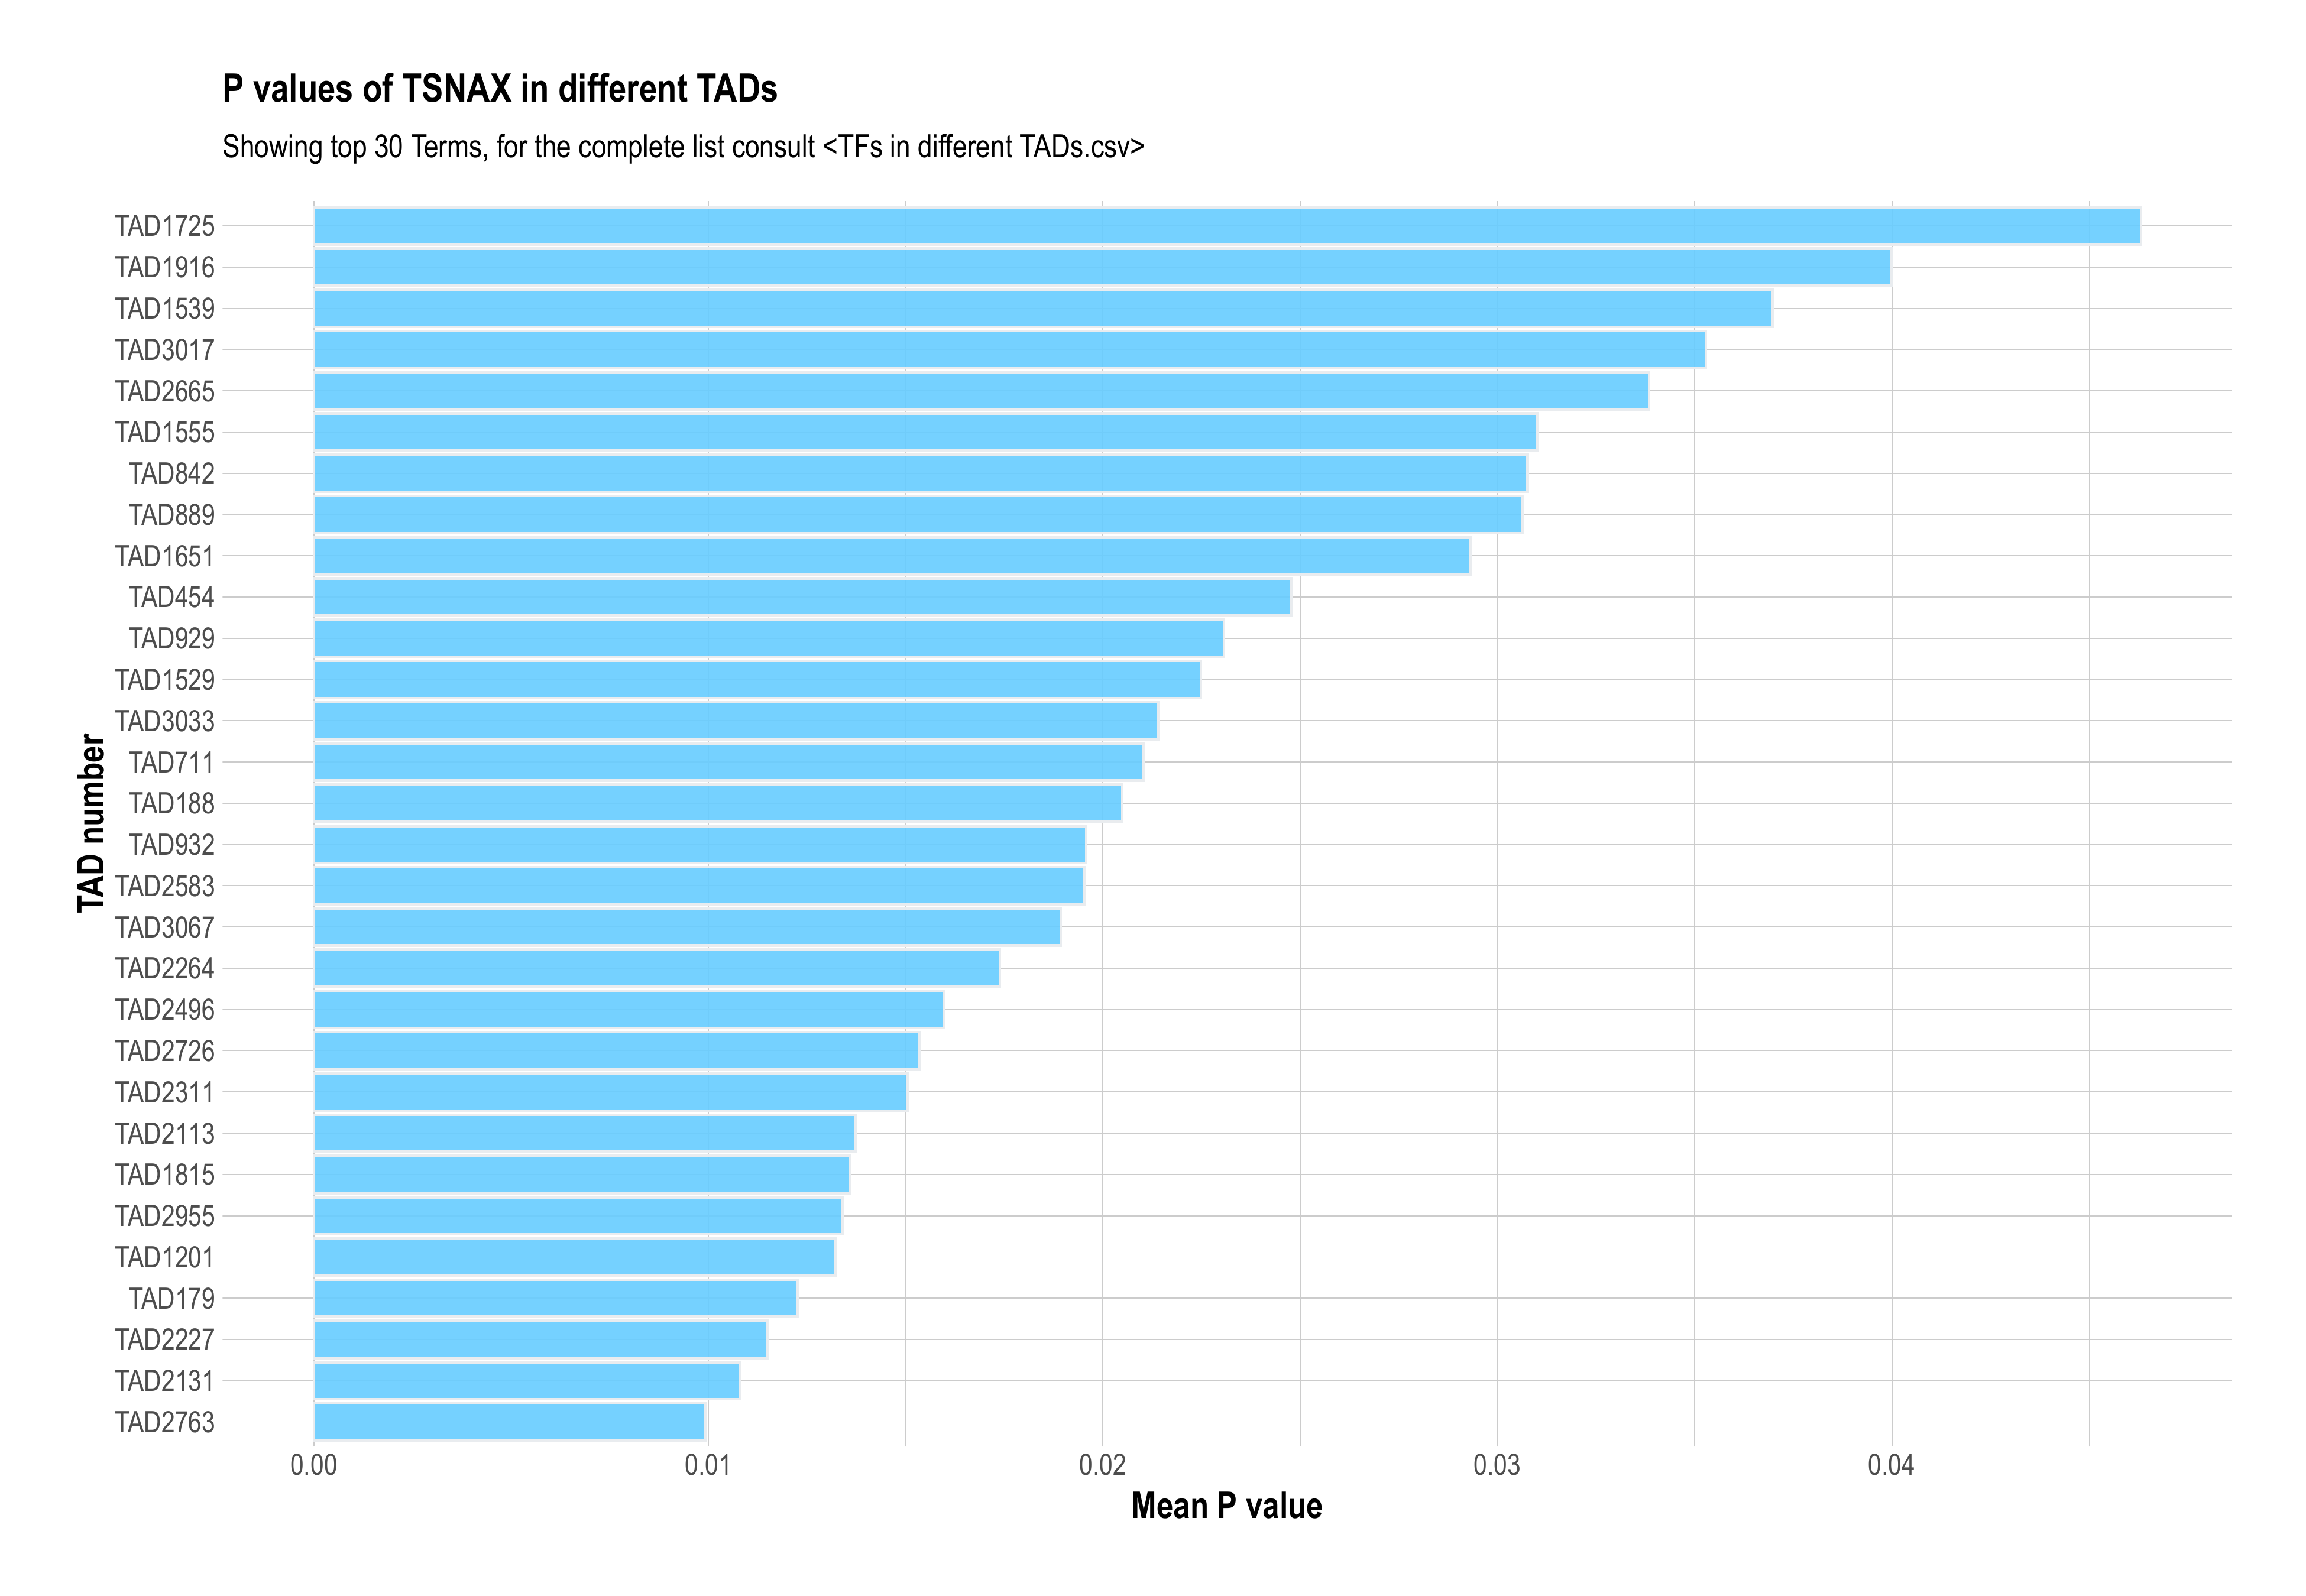 P values of TSNAX in different TADs
Showing top 30 Terms, for the complete list consult <TFs in different TADs.csv>
TAD number
TAD1725
TAD1916
TAD1539
TAD3017
TAD2665
TAD1555
TAD842
TAD889
TAD1651
TAD454
TAD929
TAD1529
TAD3033
TAD711
TAD188
TAD932
TAD2583
TAD3067
TAD2264
TAD2496
TAD2726
TAD2311
TAD2113
TAD1815
TAD2955
TAD1201
TAD179
TAD2227
TAD2131
TAD2763
0.00 0.01 0.02 0.03 0.04
Mean P value